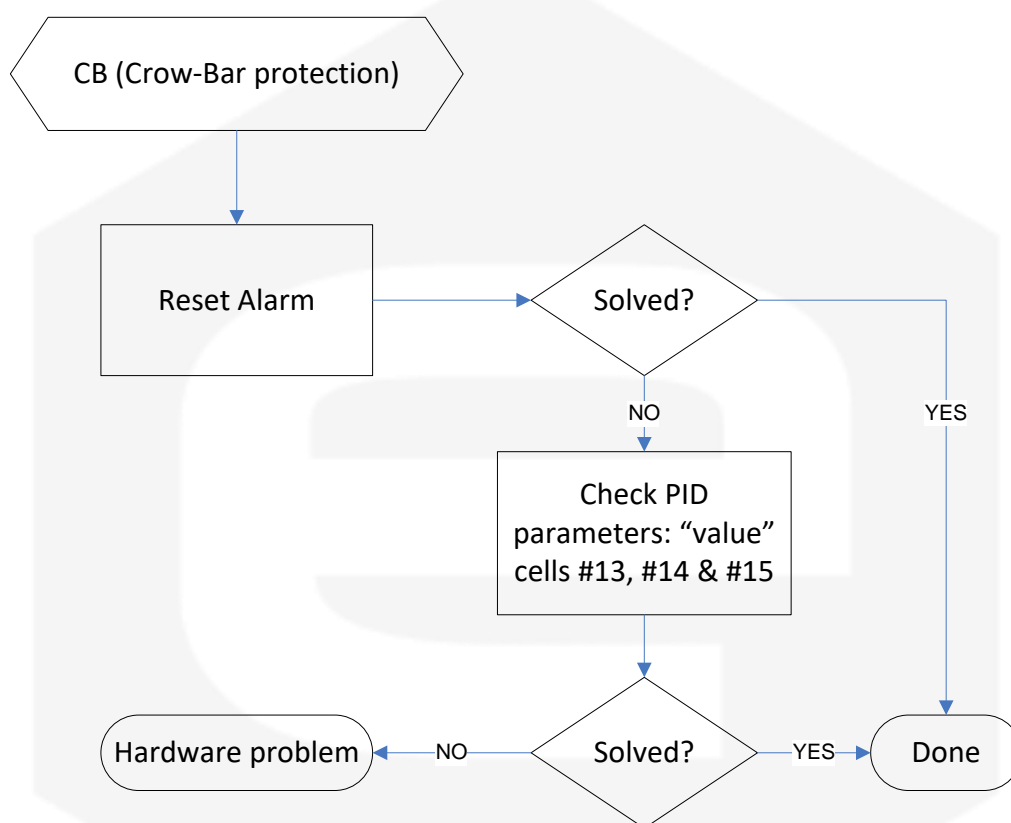 CB (Crow-Bar protection)
Reset Alarm
Solved?
NO
YES
Check PID
parameters: “value”
cells #13, #14 & #15
Hardware problem
NO
Solved?
YES
Done